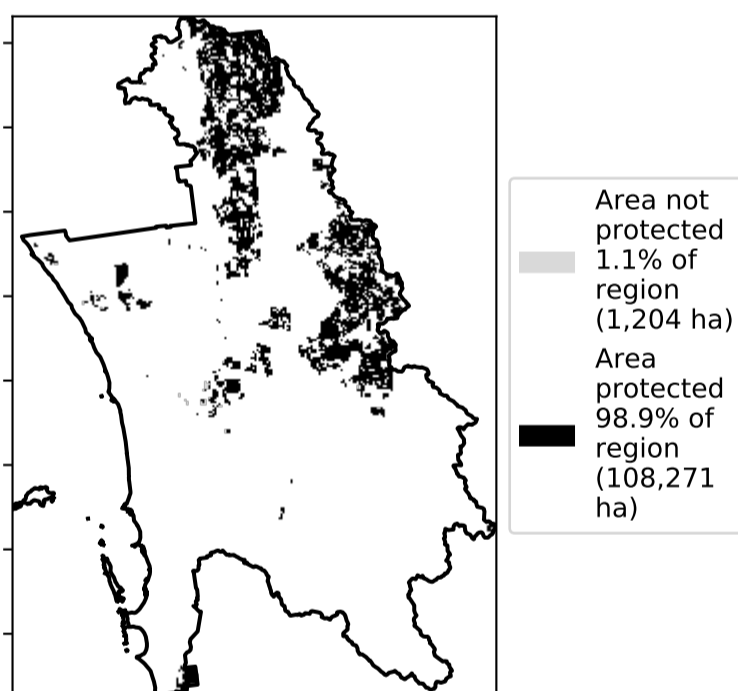 Area not
protected
1.1% of
region
(1,204 ha)
Area
protected
98.9% of
region
(108,271
ha)